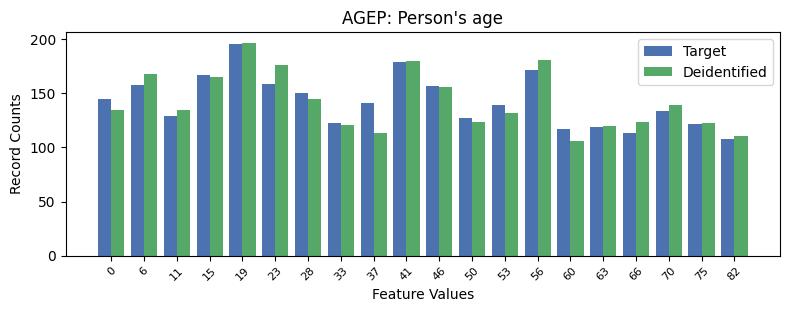 AGEP: Person's age
Record Counts
200
150
100
50
0
Target
Deidentified
0 6 11 15 19 23 28 33 37 41 46 50 53 56 60 63 66 70 75 82
Feature Values